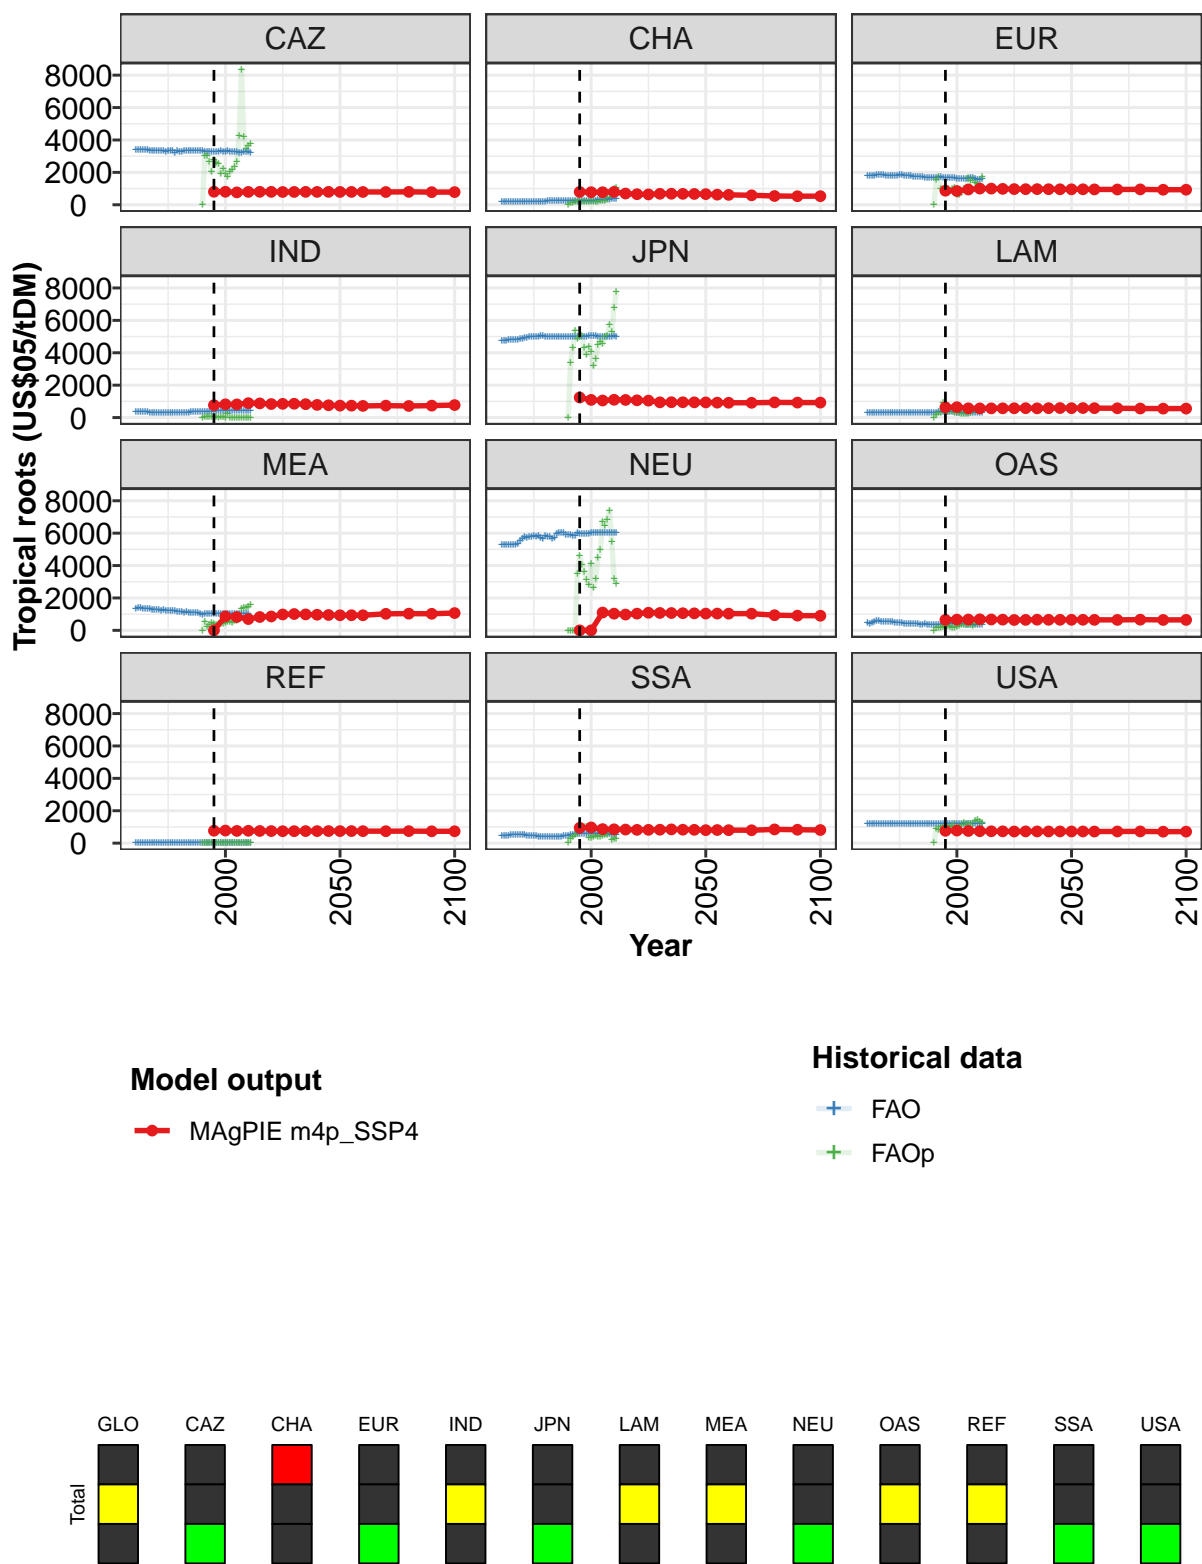 CAZ CHA EUR
8000
6000
4000
2000
0
IND JPN LAM
8000
6000
4000
2000
0
MEA NEU OAS
8000
6000
4000
2000
0
REF SSA USA
8000
6000
4000
2000
0
Tropical roots (US$05/tDM)
2000 2050 2100 2000 2050 2100 2000 2050 2100
Year
Model output
MAgPIE m4p_SSP4
Historical data
FAO
FAOp
GLO CAZ CHA EUR IND JPN LAM MEA NEU OAS REF SSA USA
Total